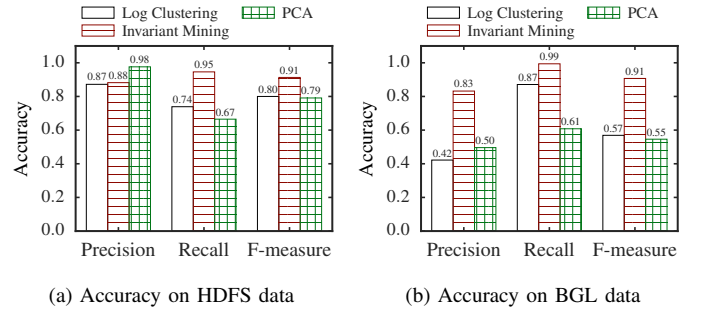 Log Clustering
PCA
Invariant Mining
1.0
0.8
0.6
0.4
0.2
0.0
Accuracy
0.87
0.88
0.98
0.74
0.95
0.67
0.80
0.91
0.79
Precision
Recall
F-measure
(a) Accuracy on HDFS data
Log Clustering
PCA
Invariant Mining
1.0
0.8
0.6
0.4
0.2
0.0
Accuracy
0.42
0.83
0.50
0.87
0.99
0.61
0.57
0.91
0.55
Precision
Recall
F-measure
(b) Accuracy on BGL data